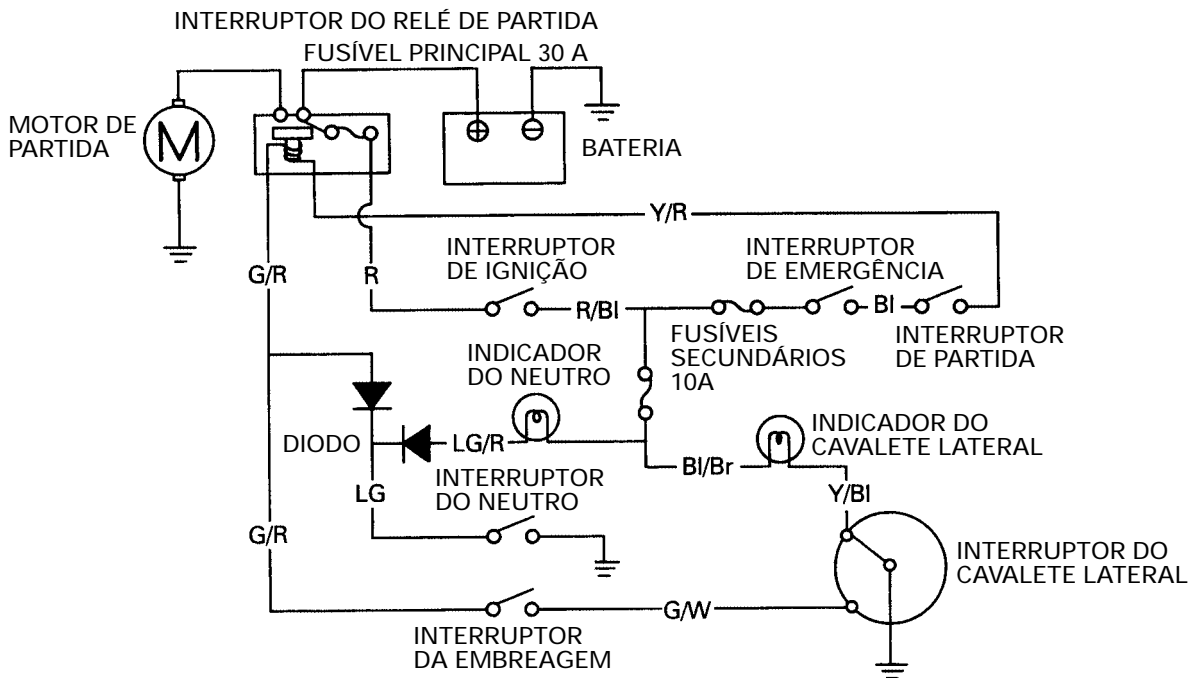 INTERRUPTOR DO RELÉ DE PARTIDA
FUSÍVEL PRINCIPAL 30 A
MOTOR DE
PARTIDA
M
BATERIA
Y/R
G/R
R
INTERRUPTOR
DE IGNIÇÃO
INTERRUPTOR
DE EMERGÊNCIA
R/Bl
Bl
FUSÍVEIS
SECUNDÁRIOS
10A
INTERRUPTOR
DE PARTIDA
INDICADOR
DO NEUTRO
INDICADOR DO
CAVALETE LATERAL
DIODO
LG/R
Bl/Br
LG
INTERRUPTOR
DO NEUTRO
Y/Bl
G/R
INTERRUPTOR DO
CAVALETE LATERAL
G/W
INTERRUPTOR
DA EMBREAGEM